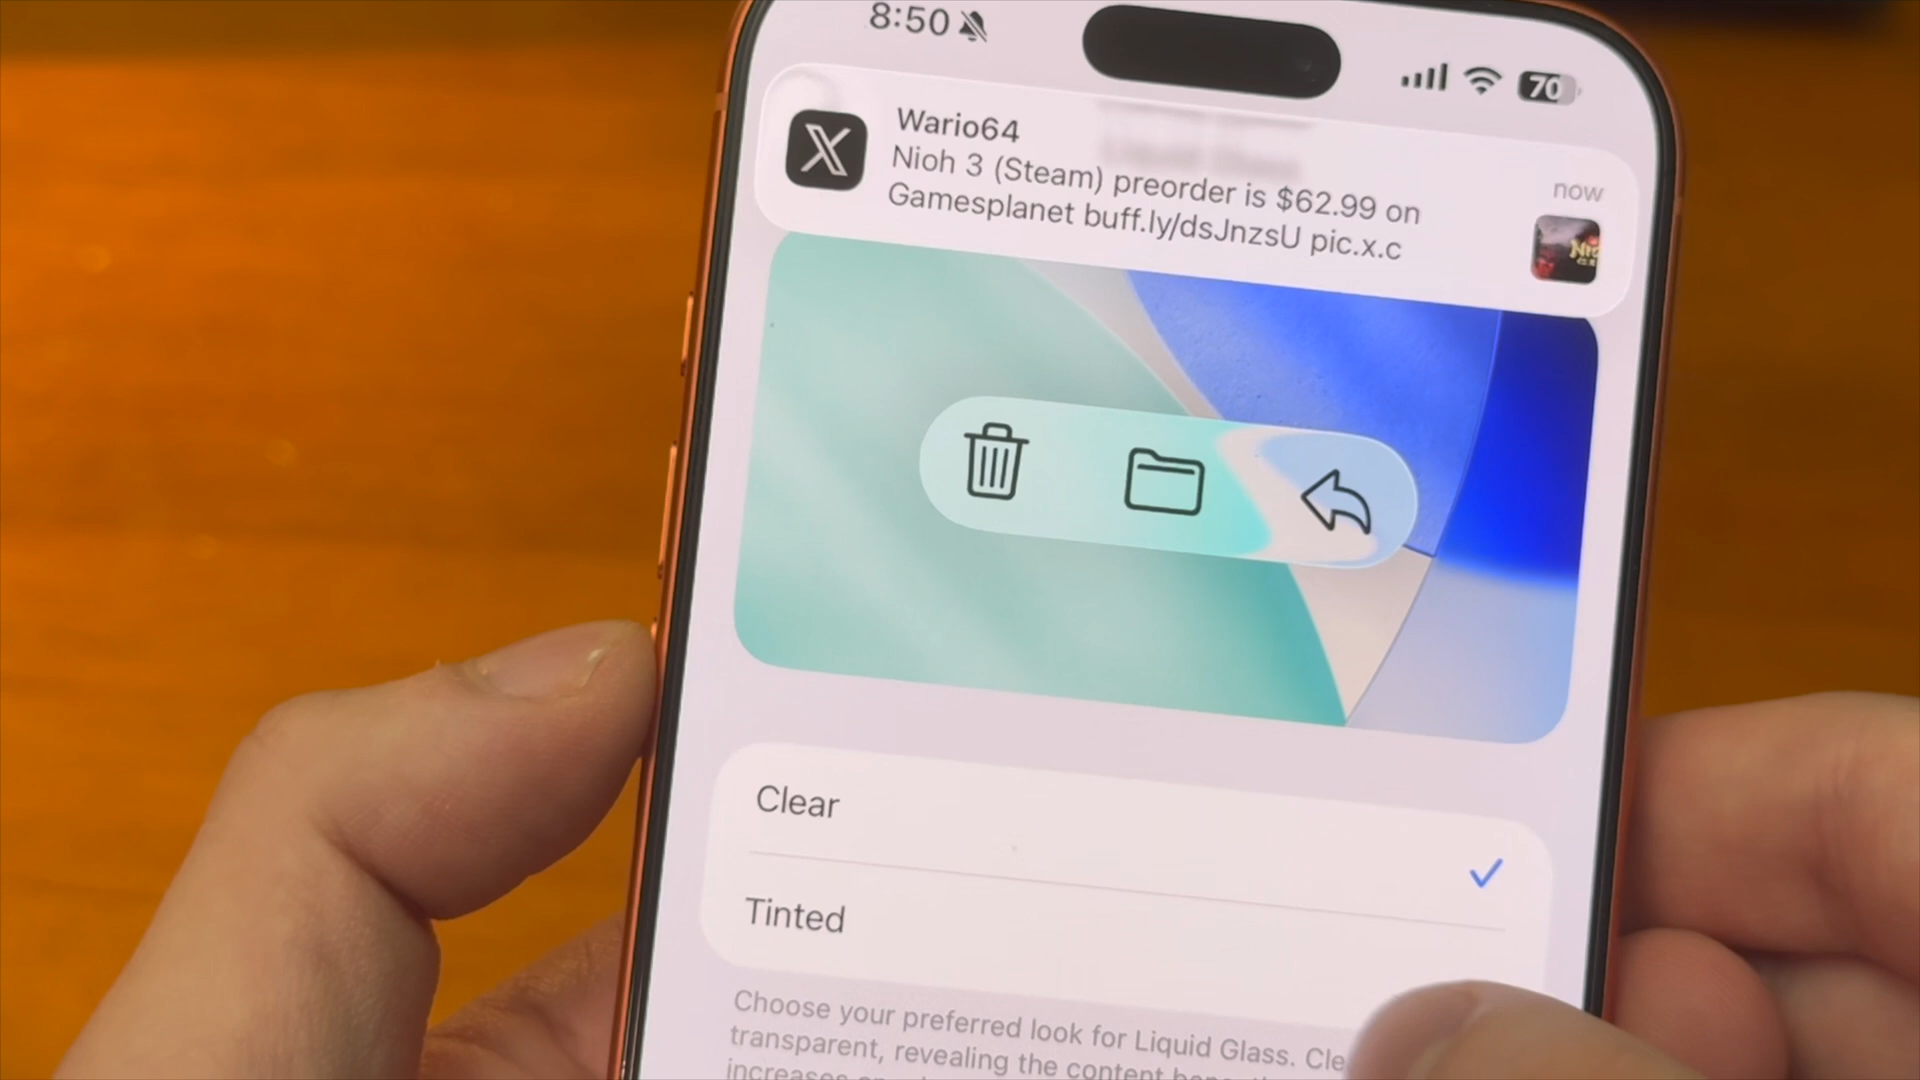 8:50
70
Wario64
now
Nioh 3 (Steam) preorder is $62.99 on
Gamesplanet buff.ly/dsJnzsU pic.x.c
Clear
Tinted
Choose your preferred look for Liquid Glass. Cle
transparent, revealing the content
increases